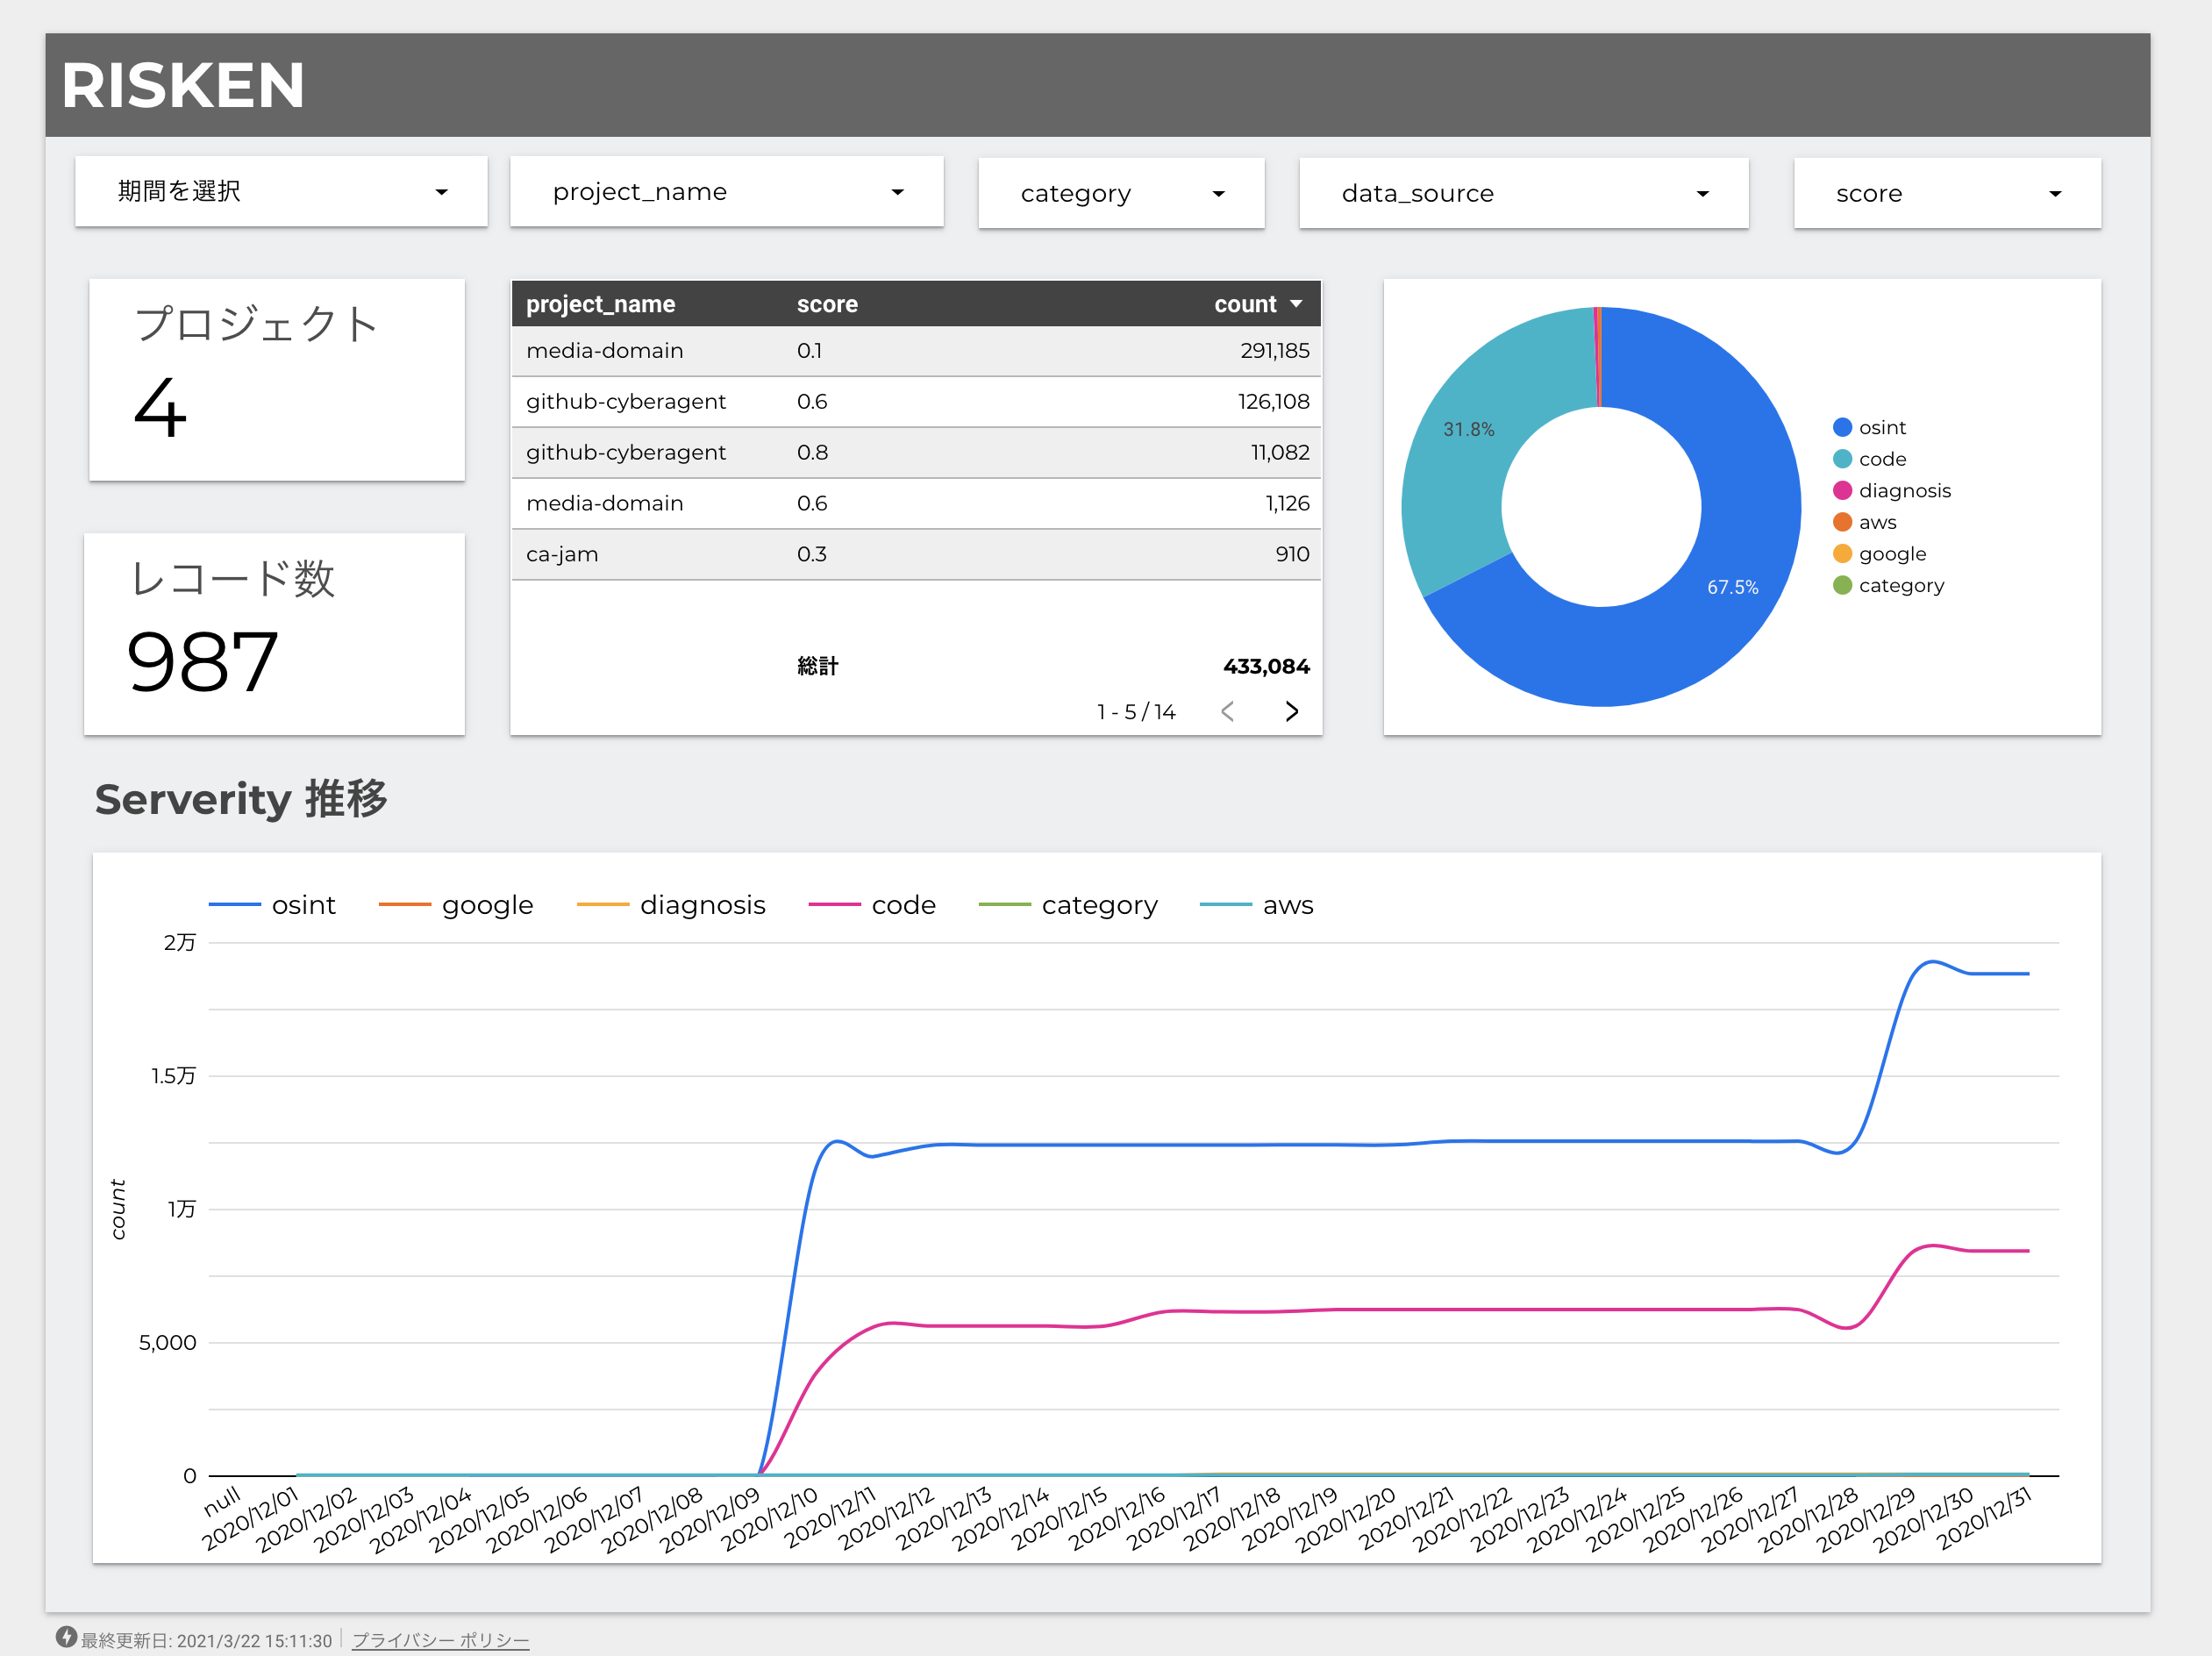 RISKEN
期間を選択
project_name
category
data_source
score
プロジェクト
4
レコード数
987
project_name score count
media-domain 0.1 291,185
github-cyberagent 0.6 126,108
github-cyberagent 0.8 11,082
media-domain 0.6 1,126
ca-jam 0.3 910
総計 433,084
1 - 5 / 14
31.8%
67.5%
osint
code
diagnosis
aws
google
category
Serverity 推移
osint google diagnosis code category aws
count
2万
1.5万
1万
5,000
0
null
2020/12/01
2020/12/02
2020/12/03
2020/12/04
2020/12/05
2020/12/06
2020/12/07
2020/12/08
2020/12/09
2020/12/10
2020/12/11
2020/12/12
2020/12/13
2020/12/14
2020/12/15
2020/12/16
2020/12/17
2020/12/18
2020/12/19
2020/12/20
2020/12/21
2020/12/22
2020/12/23
2020/12/24
2020/12/25
2020/12/26
2020/12/27
2020/12/28
2020/12/29
2020/12/30
2020/12/31
最終更新日: 2021/3/22 15:11:30 プライバシー ポリシー